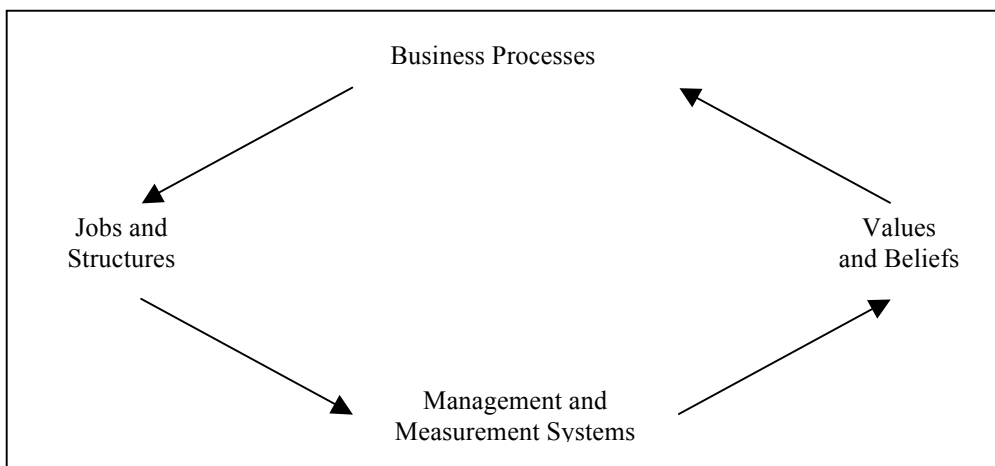 Business Processes
Jobs and
Structures
Values
and Beliefs
Management and
Measurement Systems